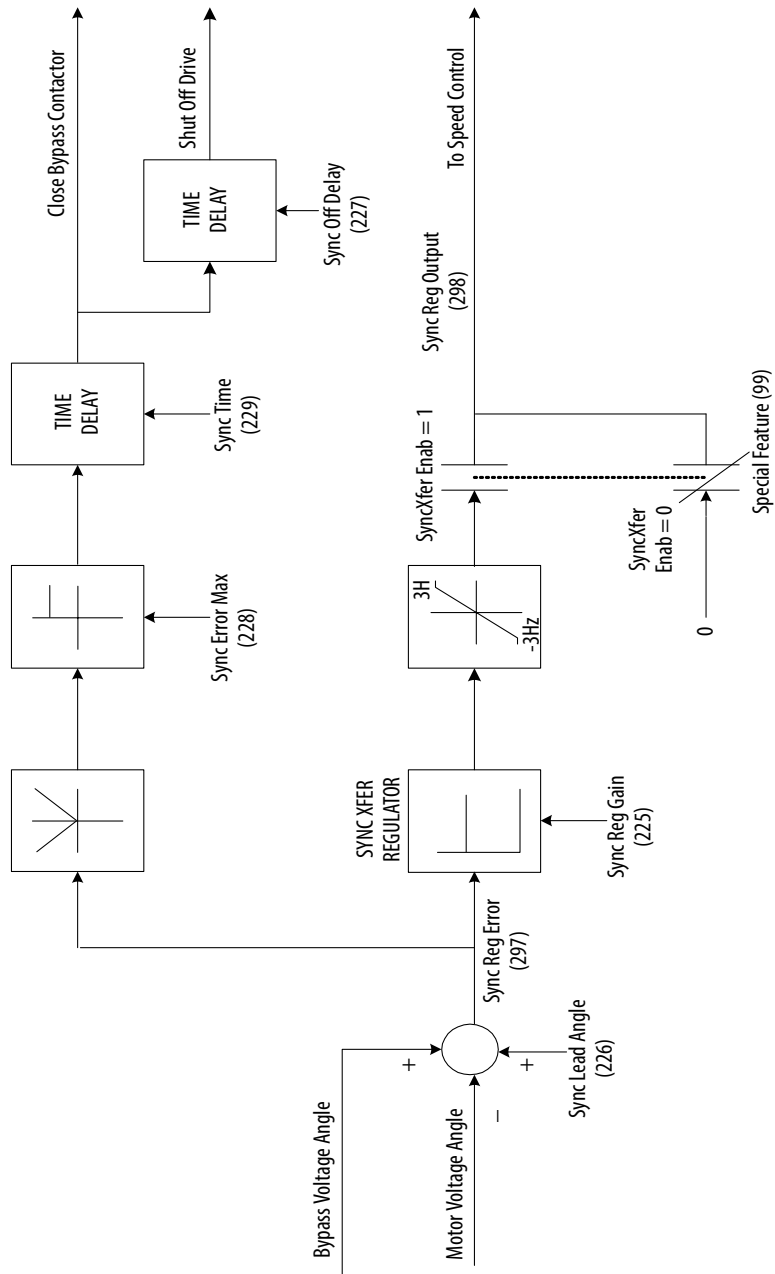 Close Bypass Contactor
Shut Off Drive
TIME
DELAY
Sync Off Delay
(227)
TIME
DELAY
Sync Time
(229)
Sync Error Max
(228)
To Speed Control
Sync Reg Output
(298)
SyncXfer Enab = 1
SyncXfer
Enab = 0
Special Feature (99)
0
3H
-3Hz
SYNC XFER
REGULATOR
Sync Reg Gain
(225)
Sync Reg Error
(297)
Bypass Voltage Angle
+
Motor Voltage Angle
–
+
Sync Lead Angle
(226)